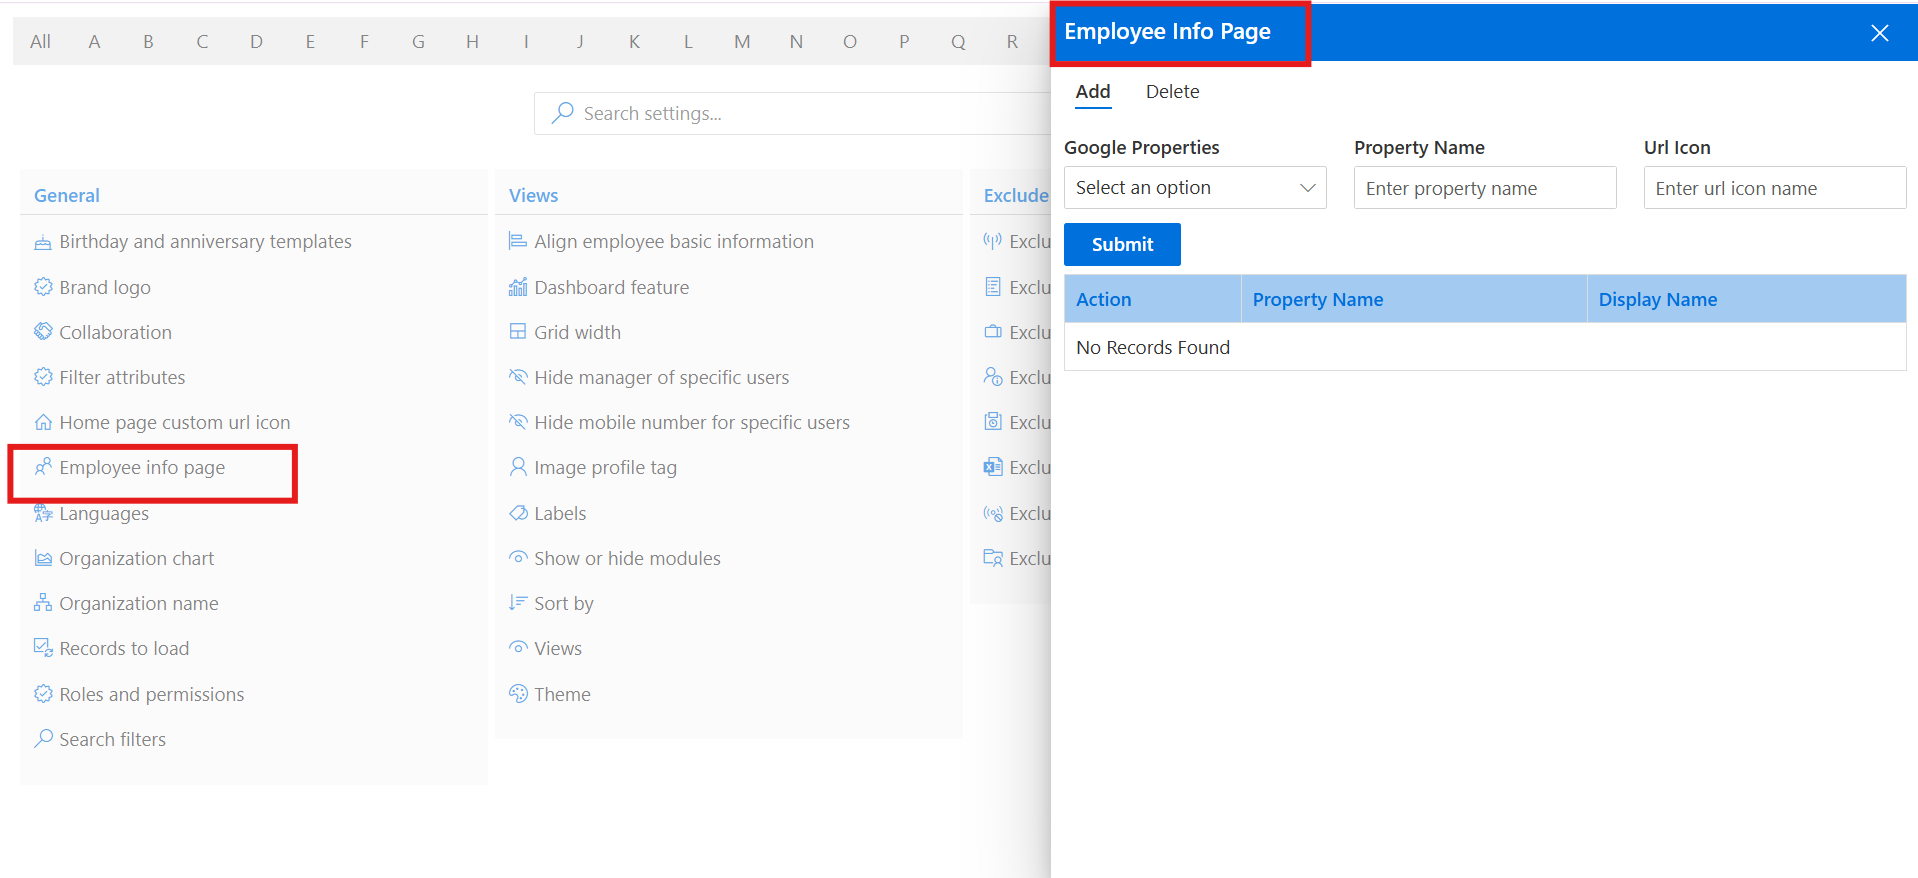 All A B C D E F G H I J K L M N O P Q R
Search settings...
General
Birthday and anniversary templates
Brand logo
Collaboration
Filter attributes
Home page custom url icon
Employee info page
Languages
Organization chart
Organization name
Records to load
Roles and permissions
Search filters
Views
Align employee basic information
Dashboard feature
Grid width
Hide manager of specific users
Hide mobile number for specific users
Image profile tag
Labels
Show or hide modules
Sort by
Views
Theme
Exclude
Exclu
Exclu
Exclu
Exclu
Exclu
Exclu
Exclu
Exclu
Employee Info Page
Add Delete
Google Properties Property Name Url Icon
Select an option Enter property name Enter url icon name
Submit
Action Property Name Display Name
No Records Found